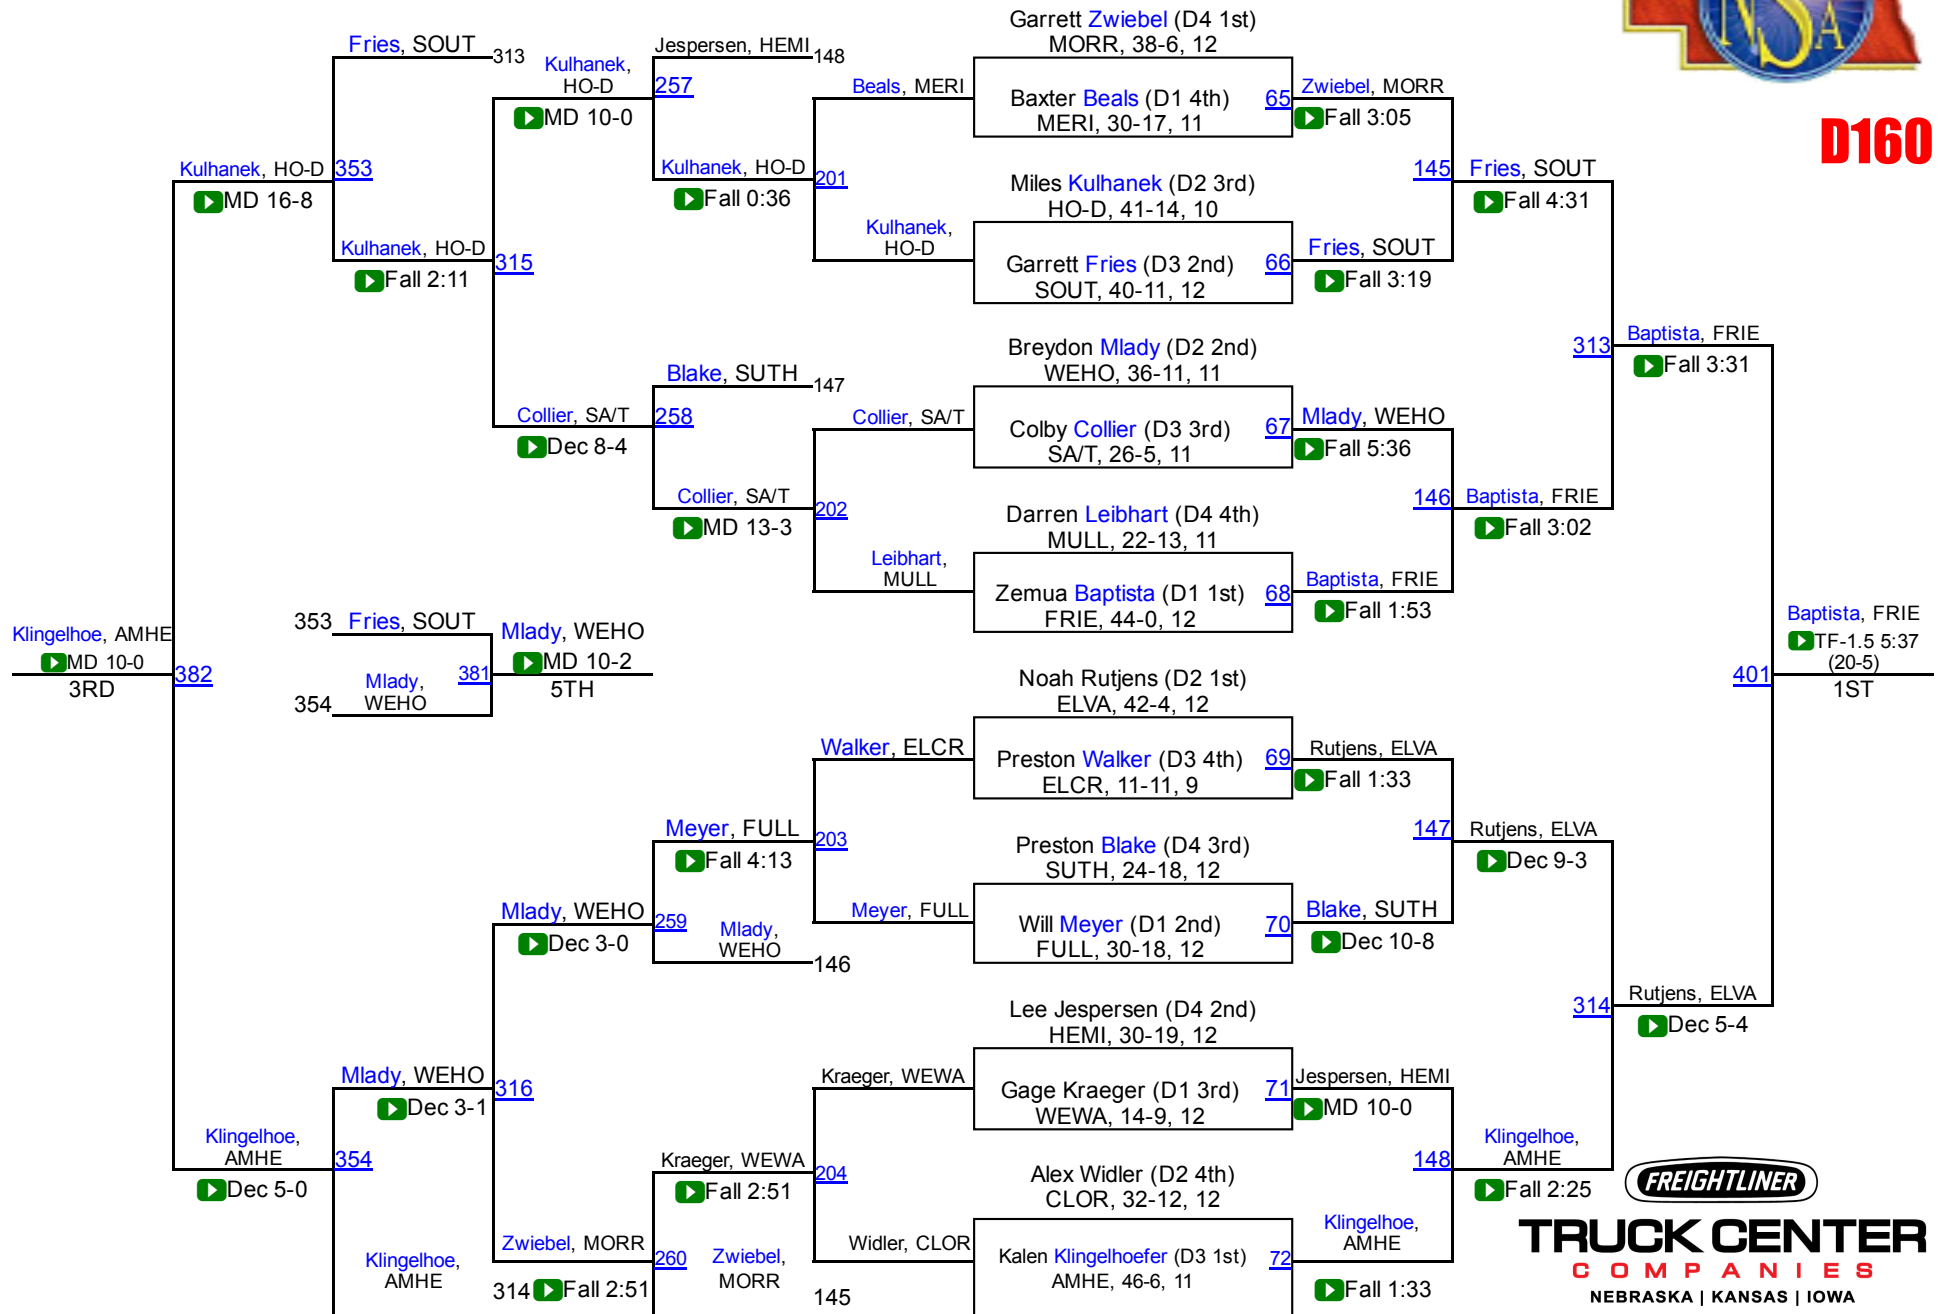 NSA
D160
Garrett Zwiebel (D4 1st)
MORR, 38-6, 12
Baxter Beals (D1 4th)
MERI, 30-17, 11
65
Miles Kulhanek (D2 3rd)
HO-D, 41-14, 10
Garrett Fries (D3 2nd)
SOUT, 40-11, 12
66
Breydon Mlady (D2 2nd)
WEHO, 36-11, 11
Colby Collier (D3 3rd)
SA/T, 26-5, 11
67
Darren Leibhart (D4 4th)
MULL, 22-13, 11
Zemua Baptista (D1 1st)
FRIE, 44-0, 12
68
Noah Rutjens (D2 1st)
ELVA, 42-4, 12
Preston Walker (D3 4th)
ELCR, 11-11, 9
69
Preston Blake (D4 3rd)
SUTH, 24-18, 12
Will Meyer (D1 2nd)
FULL, 30-18, 12
70
Lee Jespersen (D4 2nd)
HEMI, 30-19, 12
Gage Kraeger (D1 3rd)
WEWA, 14-9, 12
71
Alex Widler (D2 4th)
CLOR, 32-12, 12
Kalen Klingelhoefer (D3 1st)
AMHE, 46-6, 11
72
Zwiebel, MORR
Fall 3:05
145
Fries, SOUT
Fall 3:19
Mlady, WEHO
Fall 5:36
146
Baptista, FRIE
Fall 1:53
Rutjens, ELVA
Fall 1:33
147
Blake, SUTH
Dec 10-8
Jespersen, HEMI
MD 10-0
148
Klingelhoe,
AMHE
Fall 1:33
Fries, SOUT
Fall 4:31
313
Baptista, FRIE
Fall 3:02
Rutjens, ELVA
Dec 9-3
314
Klingelhoe,
AMHE
Fall 2:25
Baptista, FRIE
Fall 3:31
401
Rutjens, ELVA
Dec 5-4
Baptista, FRIE
TF-1.5 5:37
(20-5)
1ST
Beals, MERI
201
Kulhanek,
HO-D
Collier, SA/T
202
Leibhart,
MULL
Walker, ELCR
203
Meyer, FULL
Kraeger, WEWA
204
Widler, CLOR
Jespersen, HEMI
148
257
Kulhanek, HO-D
Fall 0:36
Blake, SUTH
147
258
Collier, SA/T
MD 13-3
Meyer, FULL
Fall 4:13
259
Mlady,
WEHO
146
Kraeger, WEWA
Fall 2:51
260
Zwiebel,
MORR
145
Kulhanek,
HO-D
MD 10-0
315
Collier, SA/T
Dec 8-4
Mlady, WEHO
Dec 3-0
316
Zwiebel, MORR
Fall 2:51
Fries, SOUT
313
353
Kulhanek, HO-D
Fall 2:11
Mlady, WEHO
Dec 3-1
354
Klingelhoe,
AMHE
314
Kulhanek, HO-D
MD 16-8
382
Klingelhoe,
AMHE
Dec 5-0
Klingelhoe, AMHE
MD 10-0
3RD
353
Fries, SOUT
381
Mlady,
WEHO
354
Mlady, WEHO
MD 10-2
5TH
FREIGHTLINER
TRUCK CENTER
COMPANIES
NEBRASKA | KANSAS | IOWA